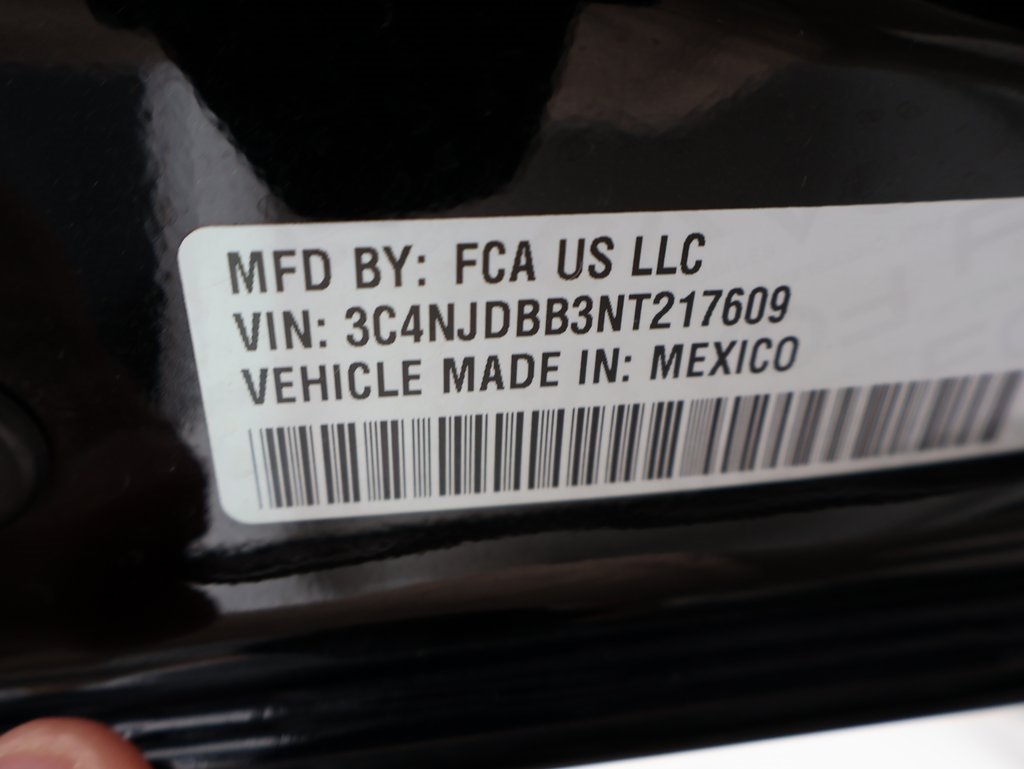 MFD BY: FCA US LLC
VIN: 3C4NJDBB3NT217609
VEHICLE MADE IN: MEXICO